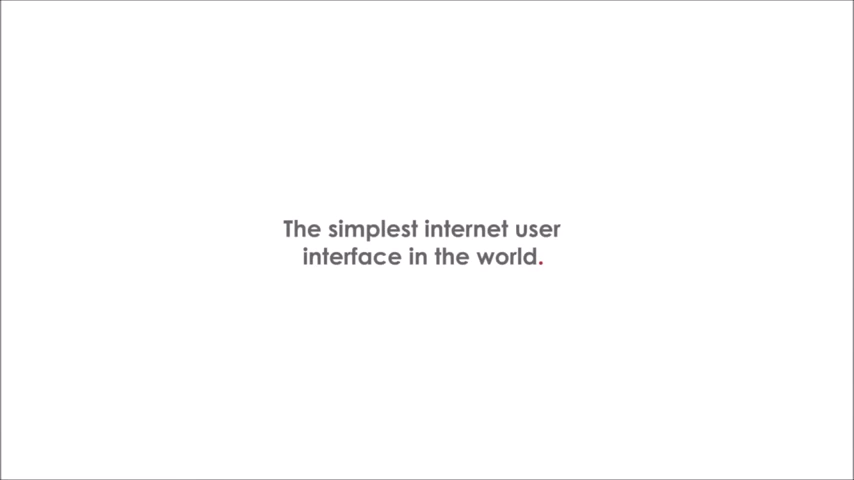 The simplest internet user
interface in the world.